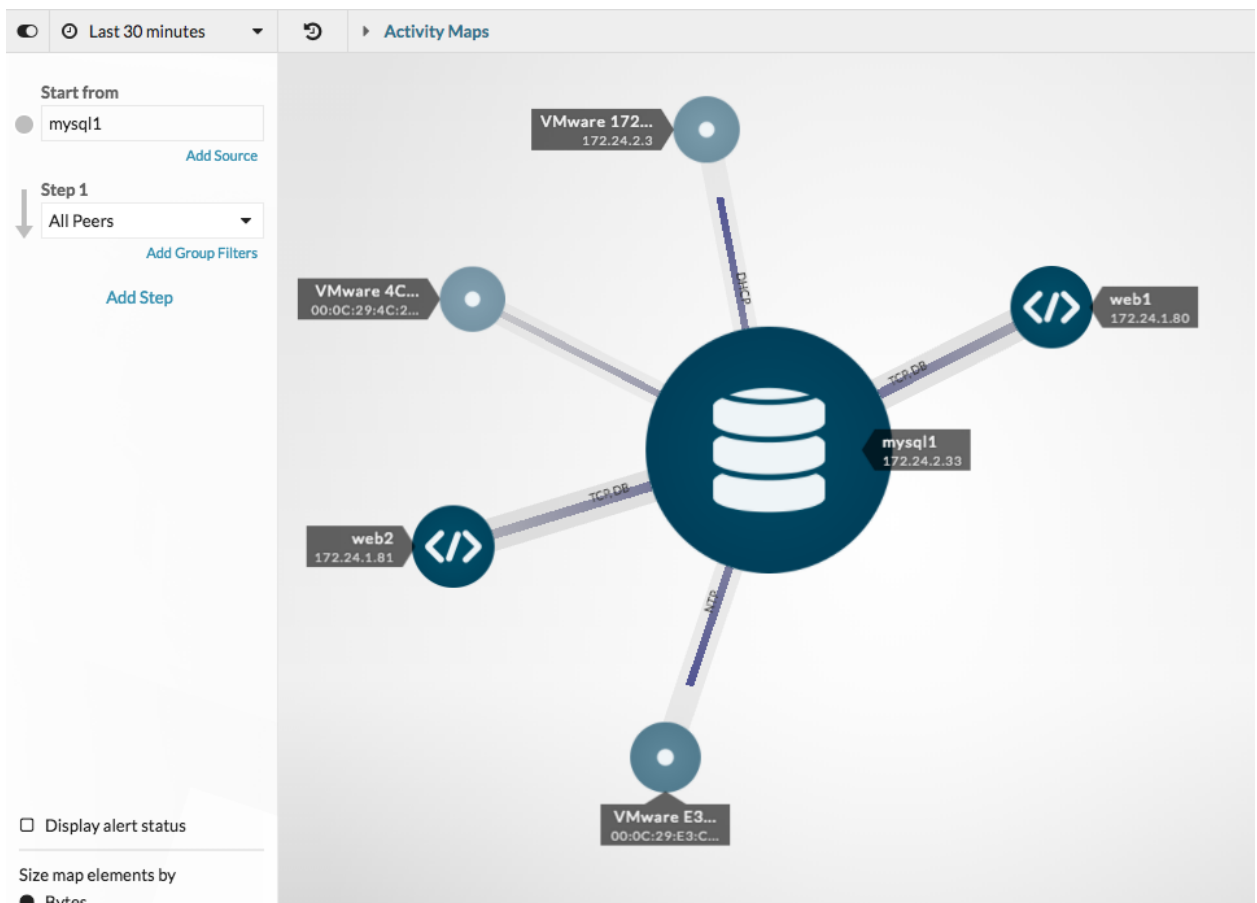 Last 30 minutes
Activity Maps
Start from
mysql1
Add Source
Step 1
All Peers
Add Group Filters
Add Step
VMware 172...
172.24.2.3
DHCP
VMware 4C...
00:0C:29:4C:2...
web1
172.24.1.80
TCP:DB
mysql1
172.24.2.33
TCP:DB
web2
172.24.1.81
NTP
VMware E3...
00:0C:29:E3:C...
Display alert status
Size map elements by
Bytes